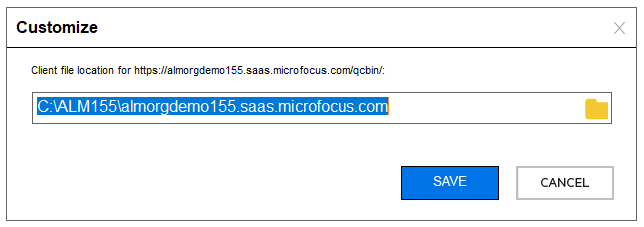 Customize
Client file location for https://almorgdemo155.saas.microfocus.com/qcbin/:
C:\ALM155\almorgdemo155.saas.microfocus.com
SAVE
CANCEL